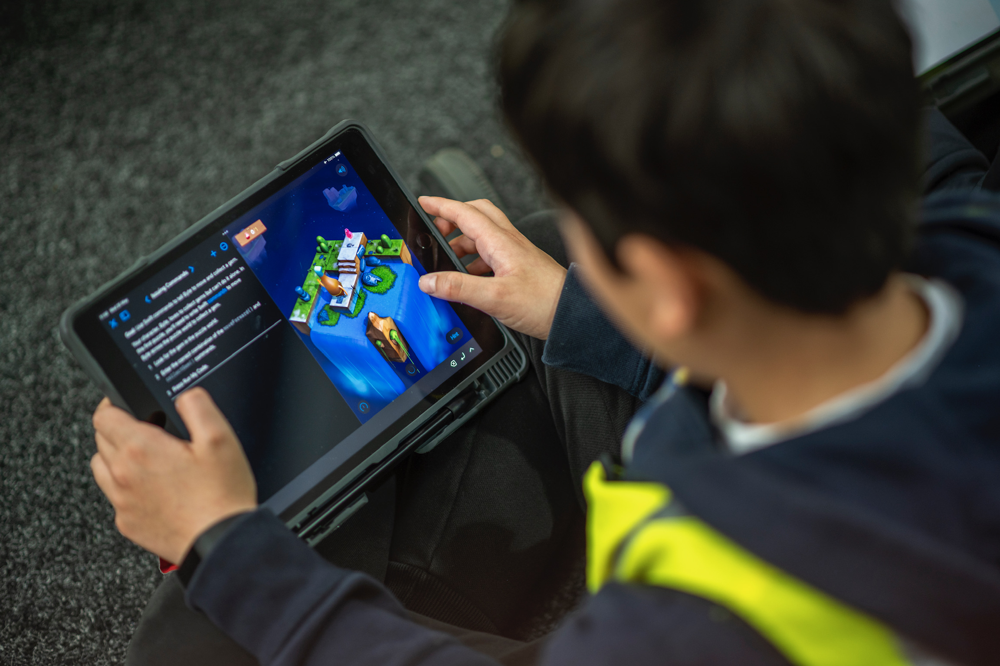 100%
0/1
Issuing Commands
Goal: Use Swift commands to tell Byte to move and collect a gem.
Your character, Byte, loves to collect gems but can't do it alone. In
this first puzzle, you'll need to write Swift commands to move
Byte across the puzzle world to collect a gem.
1 Look for the gem in the puzzle world.
2 Enter the correct combination of the moveForward() and
collectGem() commands.
3 Press Run My Code.
Hint